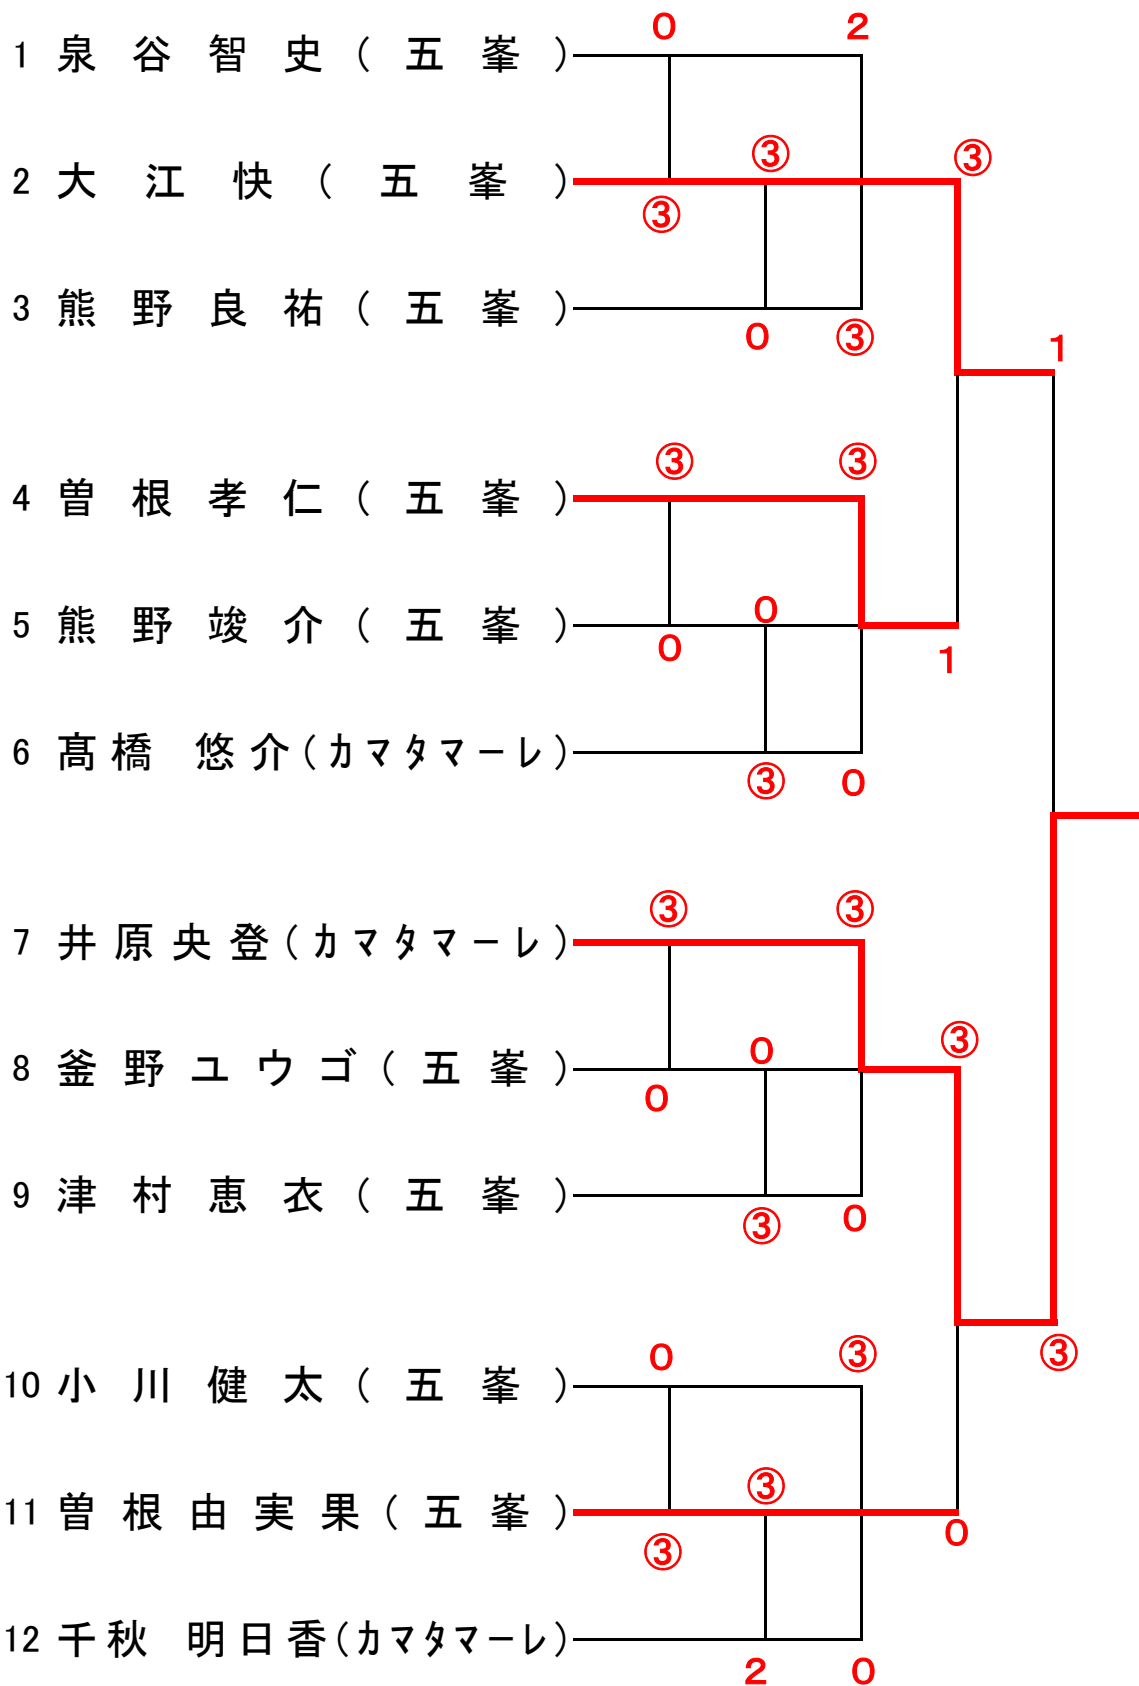 0 2
1 泉谷智史(五峯)
③ ③
2 大江快(五峯)
③
3 熊野良祐(五峯)
0 ③
1
③ ③
4 曽根孝仁(五峯)
0
5 熊野竣介(五峯)
0 1
6 髙橋 悠介(カマタマーレ)
③ 0
③ ③
7 井原央登(カマタマーレ)
0 ③
8 釜野ユウゴ(五峯)
0
9 津村恵衣(五峯)
③ 0
0 ③ ③
10 小川健太(五峯)
③
11 曽根由実果(五峯)
③ 0
12 千秋 明日香(カマタマーレ)
2 0